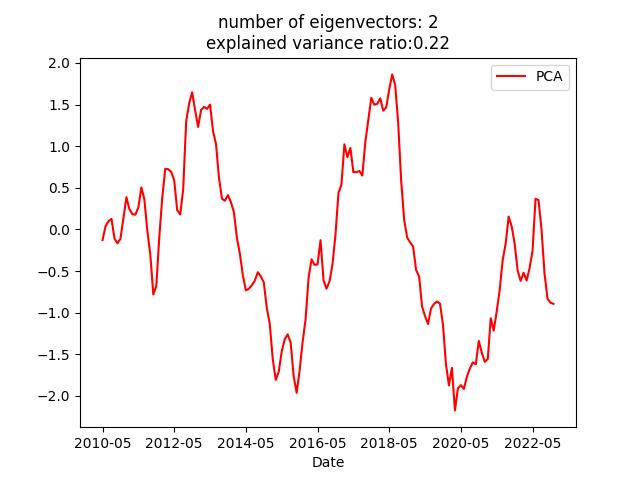 number of eigenvectors: 2
explained variance ratio:0.22
PCA
2.0
1.5
1.0
0.5
0.0
−0.5
−1.0
−1.5
−2.0
2010-05 2012-05 2014-05 2016-05 2018-05 2020-05 2022-05
Date